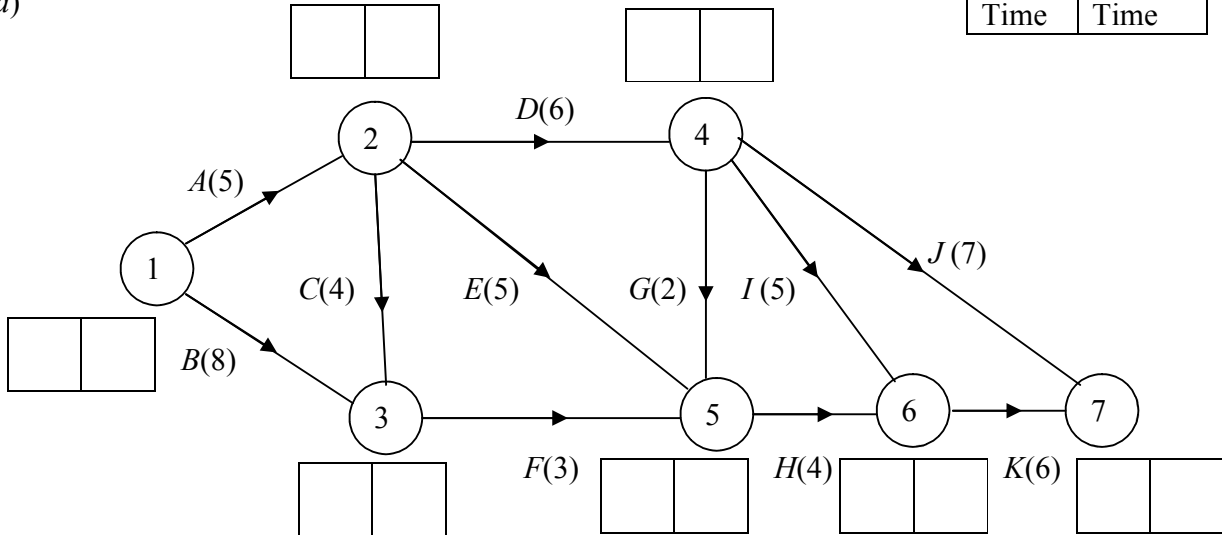 Time Time
D(6)
2
4
A(5)
J (7)
1
C(4)
E(5)
G(2)
I (5)
B(8)
3
5
6
7
F(3)
H(4)
K(6)